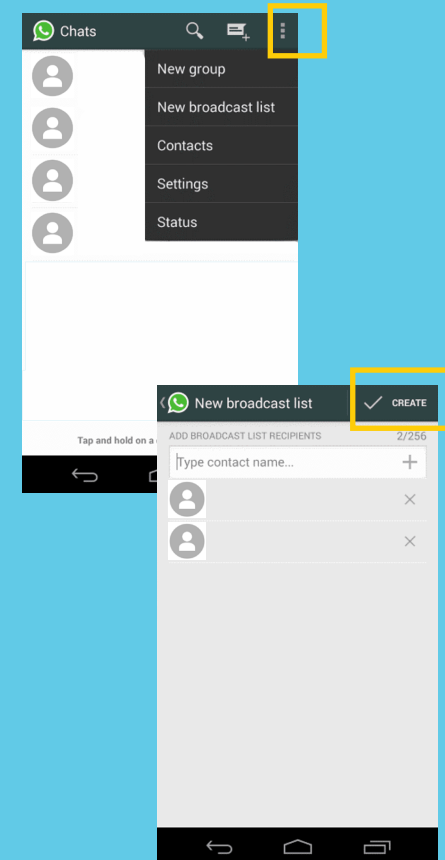 Chats
New group
New broadcast list
Contacts
Settings
Status
Tap and hold on a
New broadcast list
CREATE
ADD BROADCAST LIST RECIPIENTS 2/256
Type contact name...